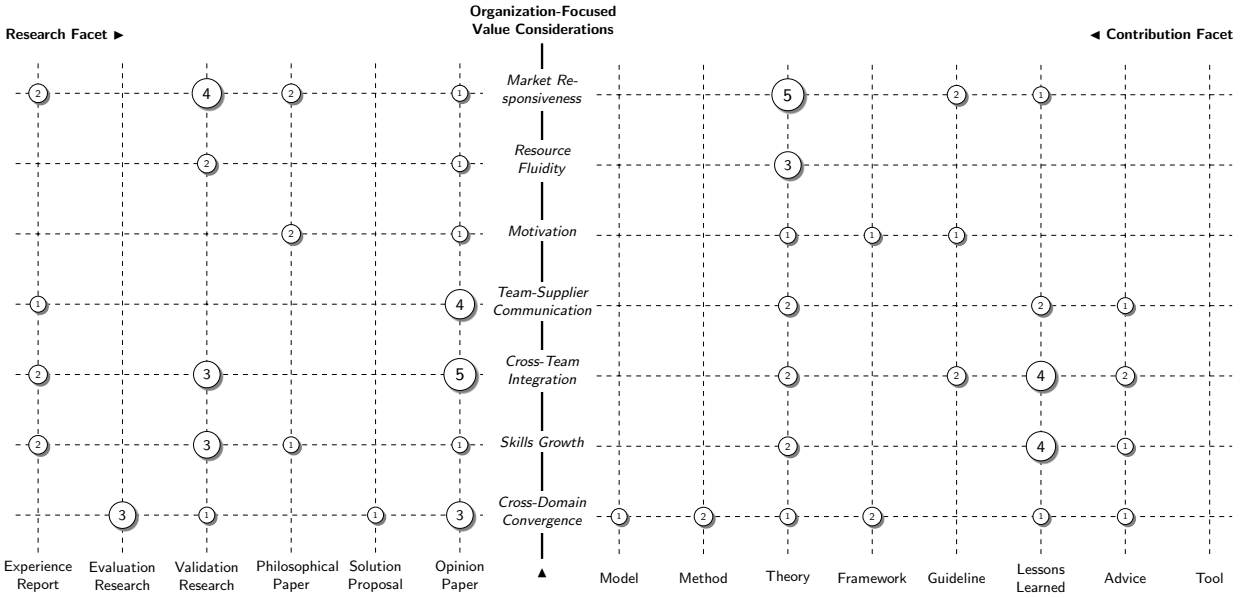 Organization-Focused
Value Considerations
Research Facet ►
◄ Contribution Facet
Market Re-
sponsiveness
2 4 2 1
5 2 1
Resource
Fluidity
2 1
3
Motivation
2 1
1 1 1
Team-Supplier
Communication
1 4
2 2 1
Cross-Team
Integration
2 3 5
2 2 4 2
Skills Growth
2 3 1 1
2 4 1
Cross-Domain
Convergence
3 1 1 3
1 2 1 2 1 1
Experience
Report
Evaluation
Research
Validation
Research
Philosophical
Paper
Solution
Proposal
Opinion
Paper
▲
Model
Method
Theory
Framework
Guideline
Lessons
Learned
Advice
Tool